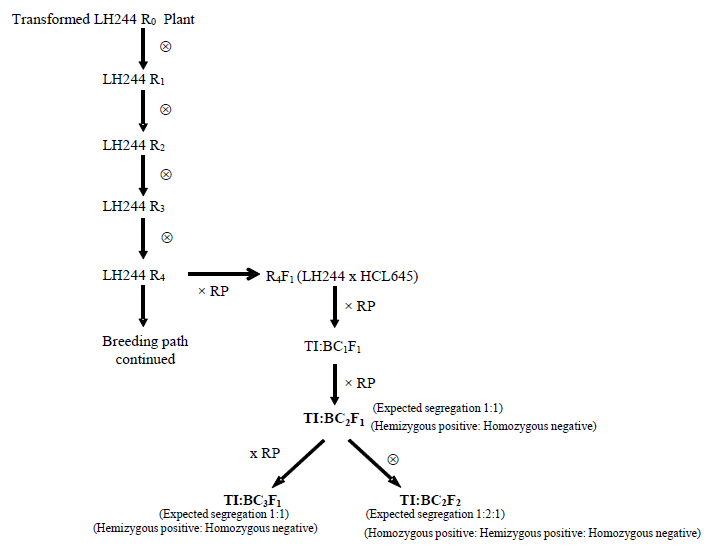 Transformed LH244 R₀ Plant
⊗
LH244 R₁
⊗
LH244 R₂
⊗
LH244 R₃
⊗
LH244 R₄
× RP
R₄F₁ (LH244 x HCL645)
× RP
Breeding path
continued
TI:BC₁F₁
× RP
TI:BC₂F₁
(Expected segregation 1:1)
(Hemizygous positive: Homozygous negative)
x RP
⊗
TI:BC₃F₁
(Expected segregation 1:1)
(Hemizygous positive: Homozygous negative)
TI:BC₂F₂
(Expected segregation 1:2:1)
(Homozygous positive: Hemizygous positive: Homozygous negative)